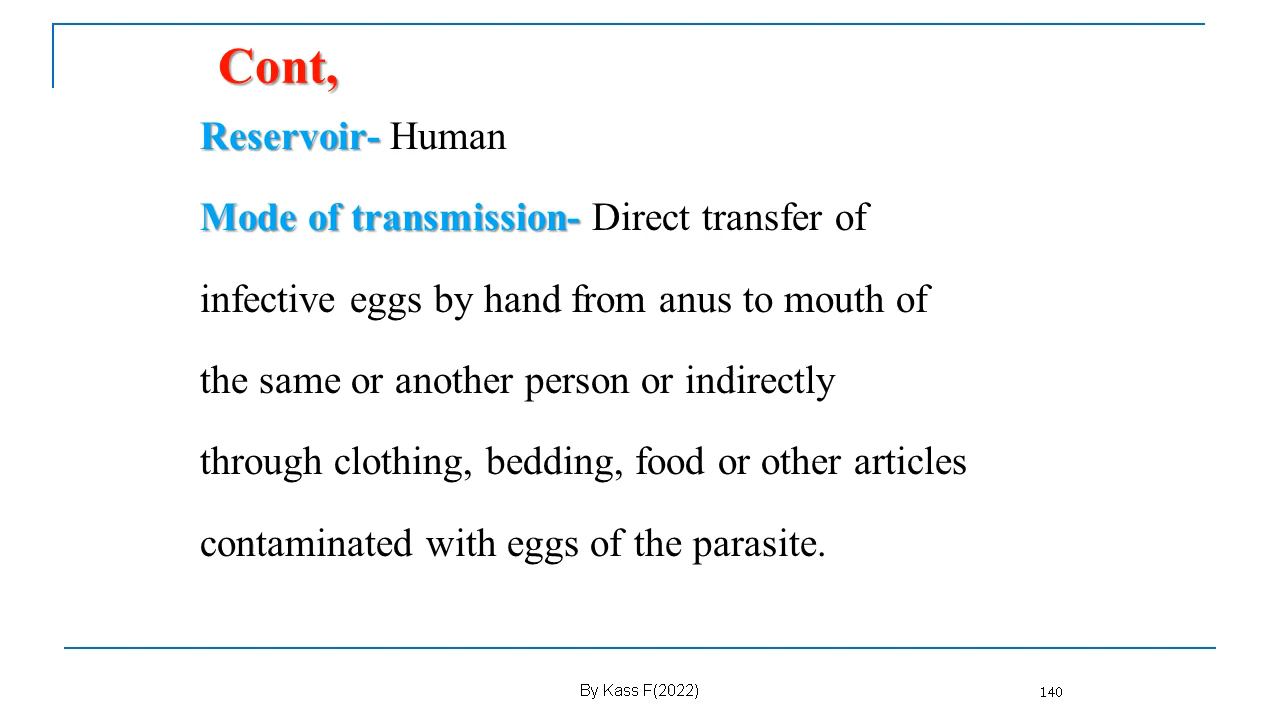 Cont,
Reservoir- Human
Mode of transmission- Direct transfer of
infective eggs by hand from anus to mouth of
the same or another person or indirectly
through clothing, bedding, food or other articles
contaminated with eggs of the parasite.
By Kass F(2022)
140